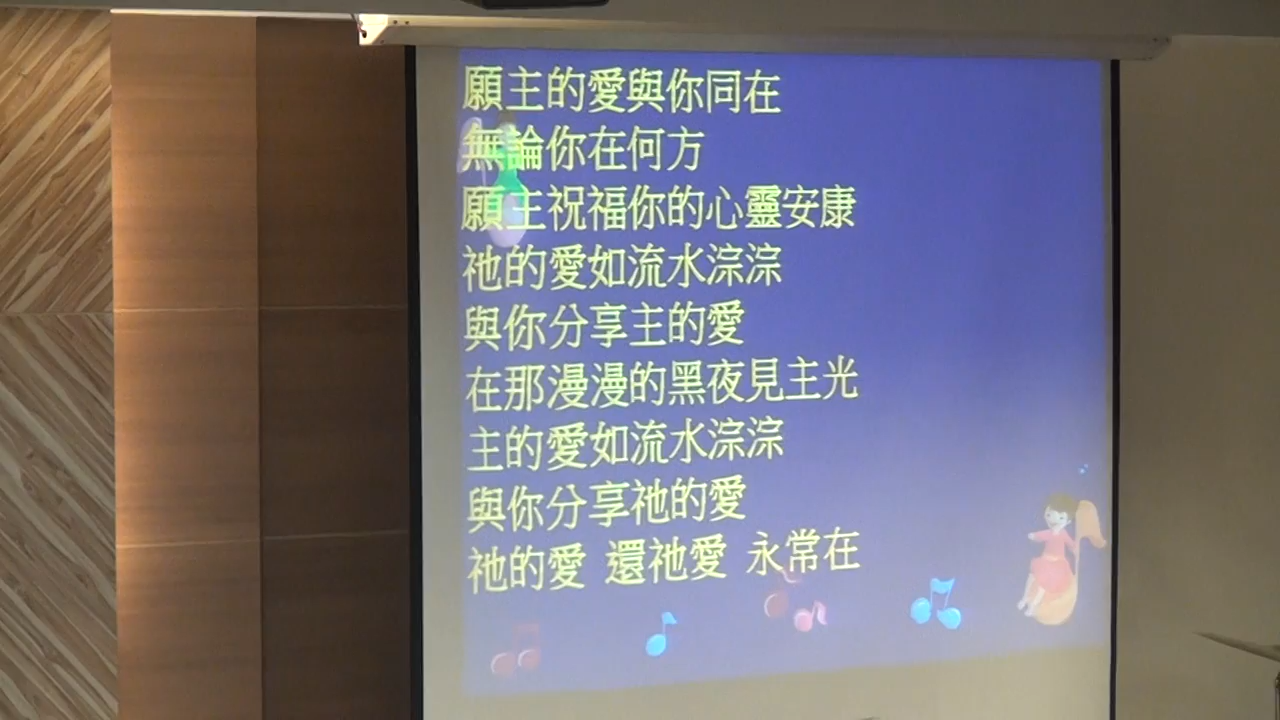 願主的愛與你同在
無論你在何方
願主祝福你的心靈安康
祂的愛如流水淙淙
與你分享主的愛
在那漫漫的黑夜見主光
主的愛如流水淙淙
與你分享祂的愛
祂的愛 還祂愛 永常在